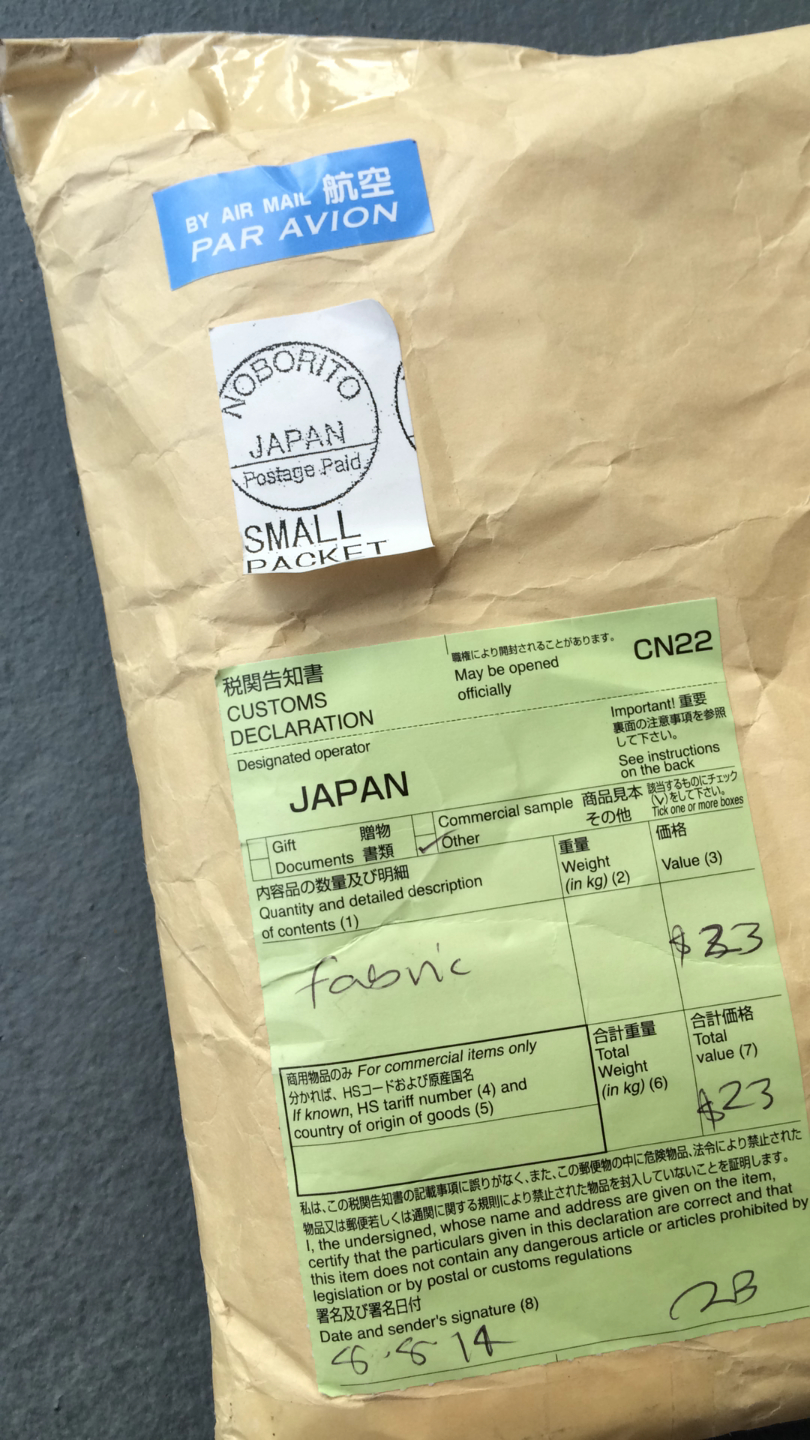 BY AIR MAIL 航空
PAR AVION
NOBORITO
JAPAN
Postage Paid
SMALL
PACKET
税関告知書
CUSTOMS
DECLARATION
職権により開封されることがあります。
May be opened
officially
CN22
Designated operator
JAPAN
Important! 重要
裏面の注意事項を参照
して下さい。
See instructions
on the back
Gift 贈物
Documents 書類
Commercial sample 商品見本
Other その他
該当するものにチェック
(∨)をして下さい。
Tick one or more boxes
内容品の数量及び明細
Quantity and detailed description
of contents (1)
重量
Weight
(in kg) (2)
価格
Value (3)
fabric
$23
商用物品のみ For commercial items only
分かれば、HSコードおよび原産国名
If known, HS tariff number (4) and
country of origin of goods (5)
合計重量
Total
Weight
(in kg) (6)
合計価格
Total
value (7)
$23
私は、この税関告知書の記載事項に誤りがなく、また、この郵便物の中に危険物品、法令により禁止された
物品又は郵便若しくは通関に関する規則により禁止された物品を封入していないことを証明します。
I, the undersigned, whose name and address are given on the item,
certify that the particulars given in this declaration are correct and that
this item does not contain any dangerous article or articles prohibited by
legislation or by postal or customs regulations
署名及び署名日付
Date and sender's signature (8)
8.8 14